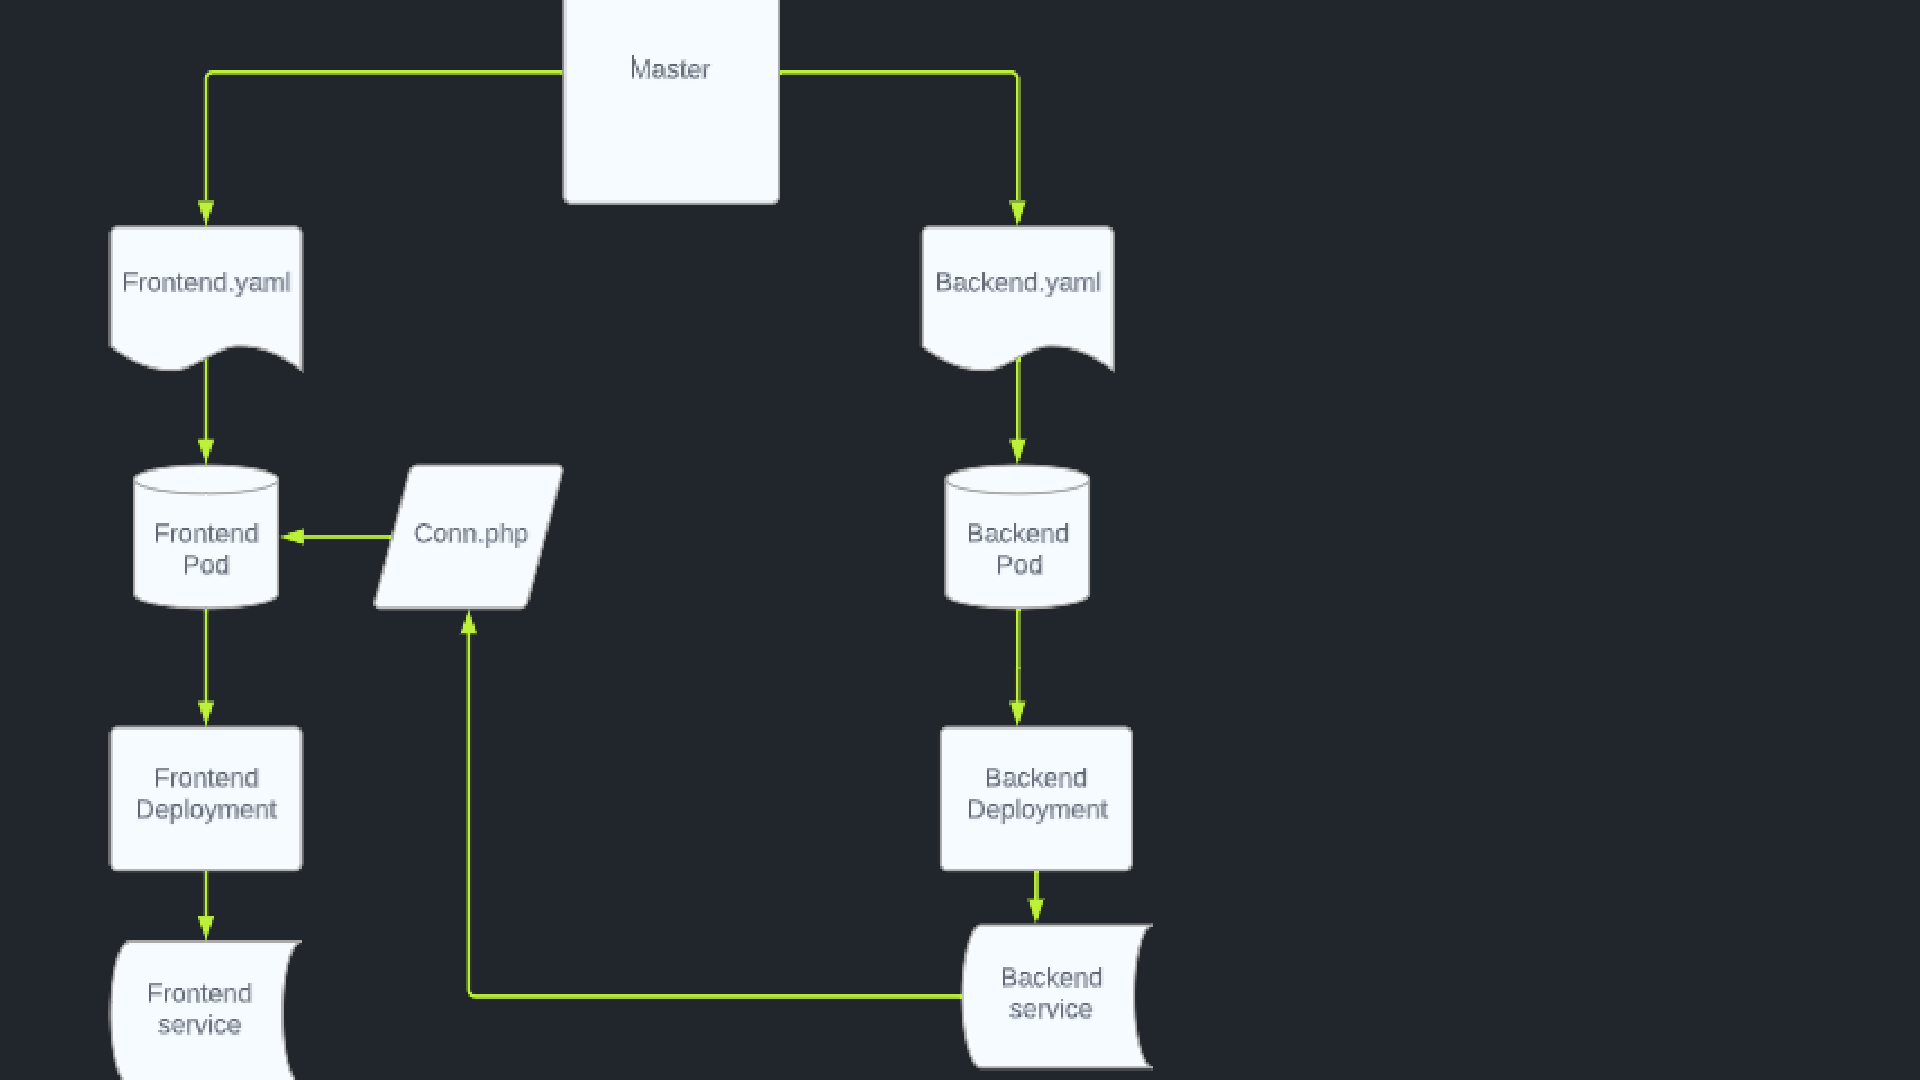 Master
Frontend.yaml
Backend.yaml
Frontend
Pod
Conn.php
Backend
Pod
Frontend
Deployment
Backend
Deployment
Frontend
service
Backend
service